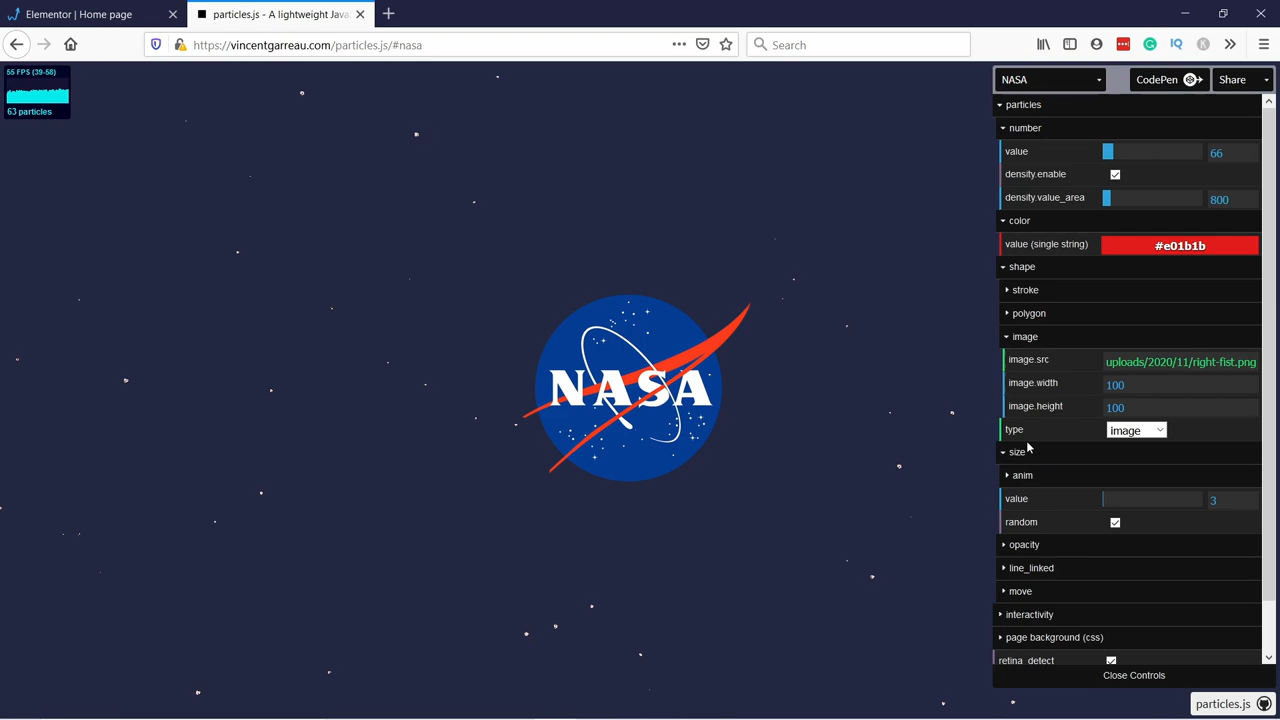 Elementor | Home page
particles.js - A lightweight Java
https://vincentgarreau.com/particles.js/#nasa
Search
55 FPS (39-58)
63 particles
NASA
CodePen
Share
particles
number
value 66
density.enable
density.value_area 800
color
value (single string) #e01b1b
shape
stroke
polygon
image
image.src uploads/2020/11/right-fist.png
image.width 100
image.height 100
type image
size
anim
value 3
random
opacity
line_linked
move
interactivity
page background (css)
retina_detect
Close Controls
particles.js
NASA